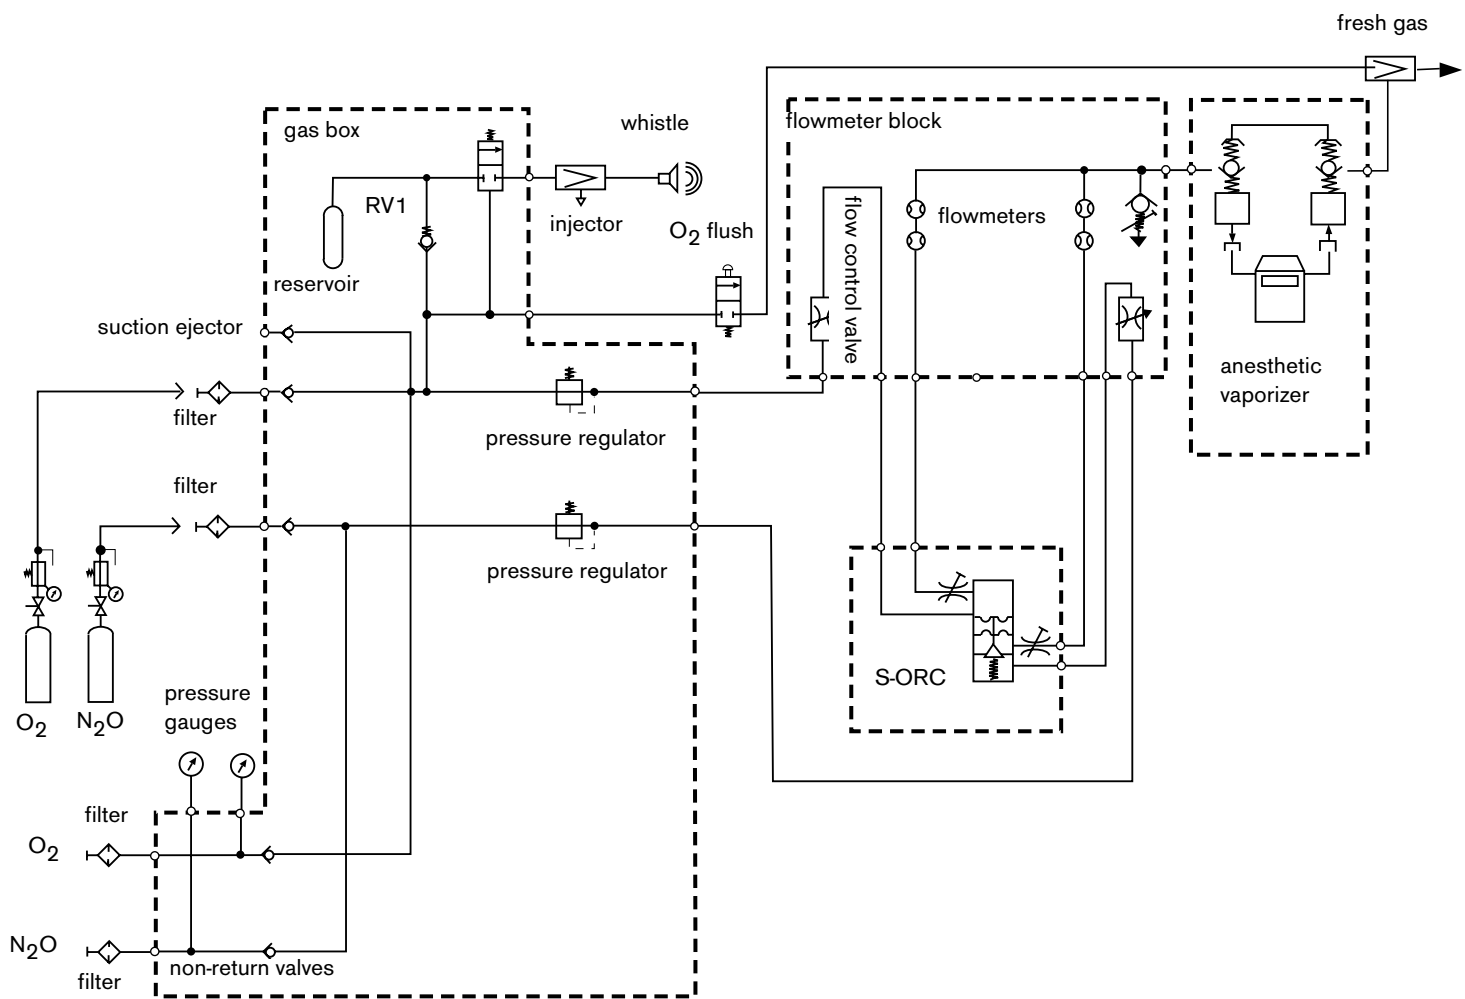 fresh gas
gas box
whistle
flowmeter block
RV1
injector
O2 flush
flow control valve
flowmeters
reservoir
suction ejector
filter
pressure regulator
anesthetic
vaporizer
filter
pressure regulator
S-ORC
O2
N2O
pressure
gauges
filter
O2
N2O
filter
non-return valves